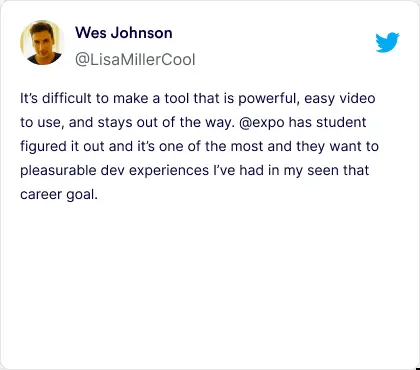 Wes Johnson
@LisaMillerCool
It’s difficult to make a tool that is powerful, easy video
to use, and stays out of the way. @expo has student
figured it out and it’s one of the most and they want to
pleasurable dev experiences I’ve had in my seen that
career goal.